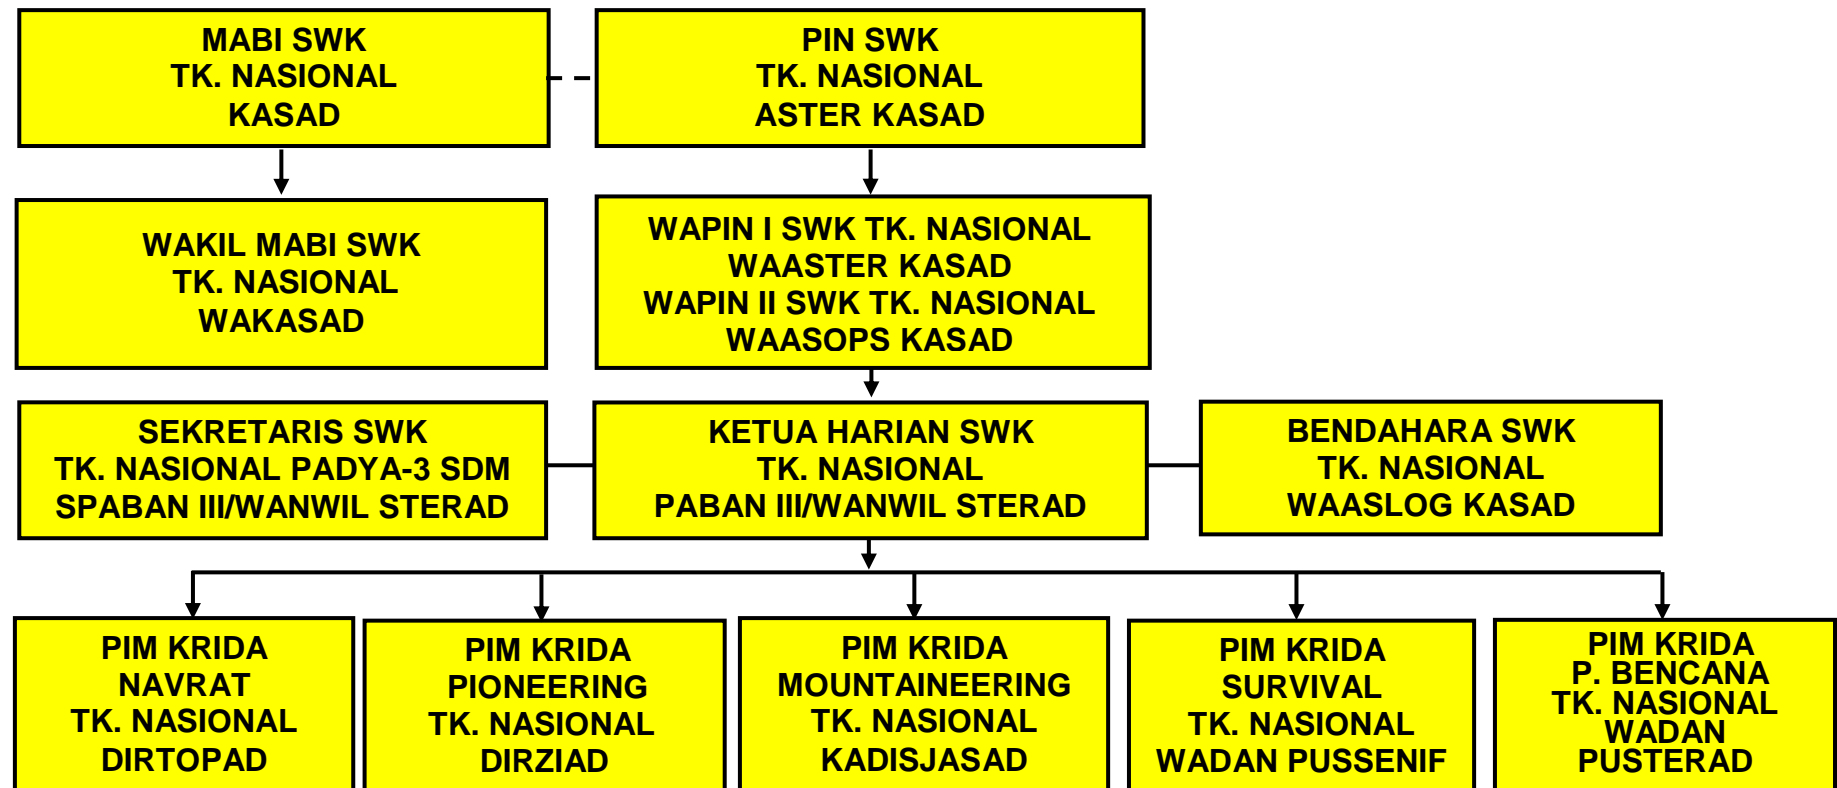 MABI SWK
TK. NASIONAL
KASAD
PIN SWK
TK. NASIONAL
ASTER KASAD
WAKIL MABI SWK
TK. NASIONAL
WAKASAD
WAPIN I SWK TK. NASIONAL
WAASTER KASAD
WAPIN II SWK TK. NASIONAL
WAASOPS KASAD
SEKRETARIS SWK
TK. NASIONAL PADYA-3 SDM
SPABAN III/WANWIL STERAD
KETUA HARIAN SWK
TK. NASIONAL
PABAN III/WANWIL STERAD
BENDAHARA SWK
TK. NASIONAL
WAASLOG KASAD
PIM KRIDA
NAVRAT
TK. NASIONAL
DIRTOPAD
PIM KRIDA
PIONEERING
TK. NASIONAL
DIRZIAD
PIM KRIDA
MOUNTAINEERING
TK. NASIONAL
KADISJASAD
PIM KRIDA
SURVIVAL
TK. NASIONAL
WADAN PUSSENIF
PIM KRIDA
P. BENCANA
TK. NASIONAL
WADAN
PUSTERAD